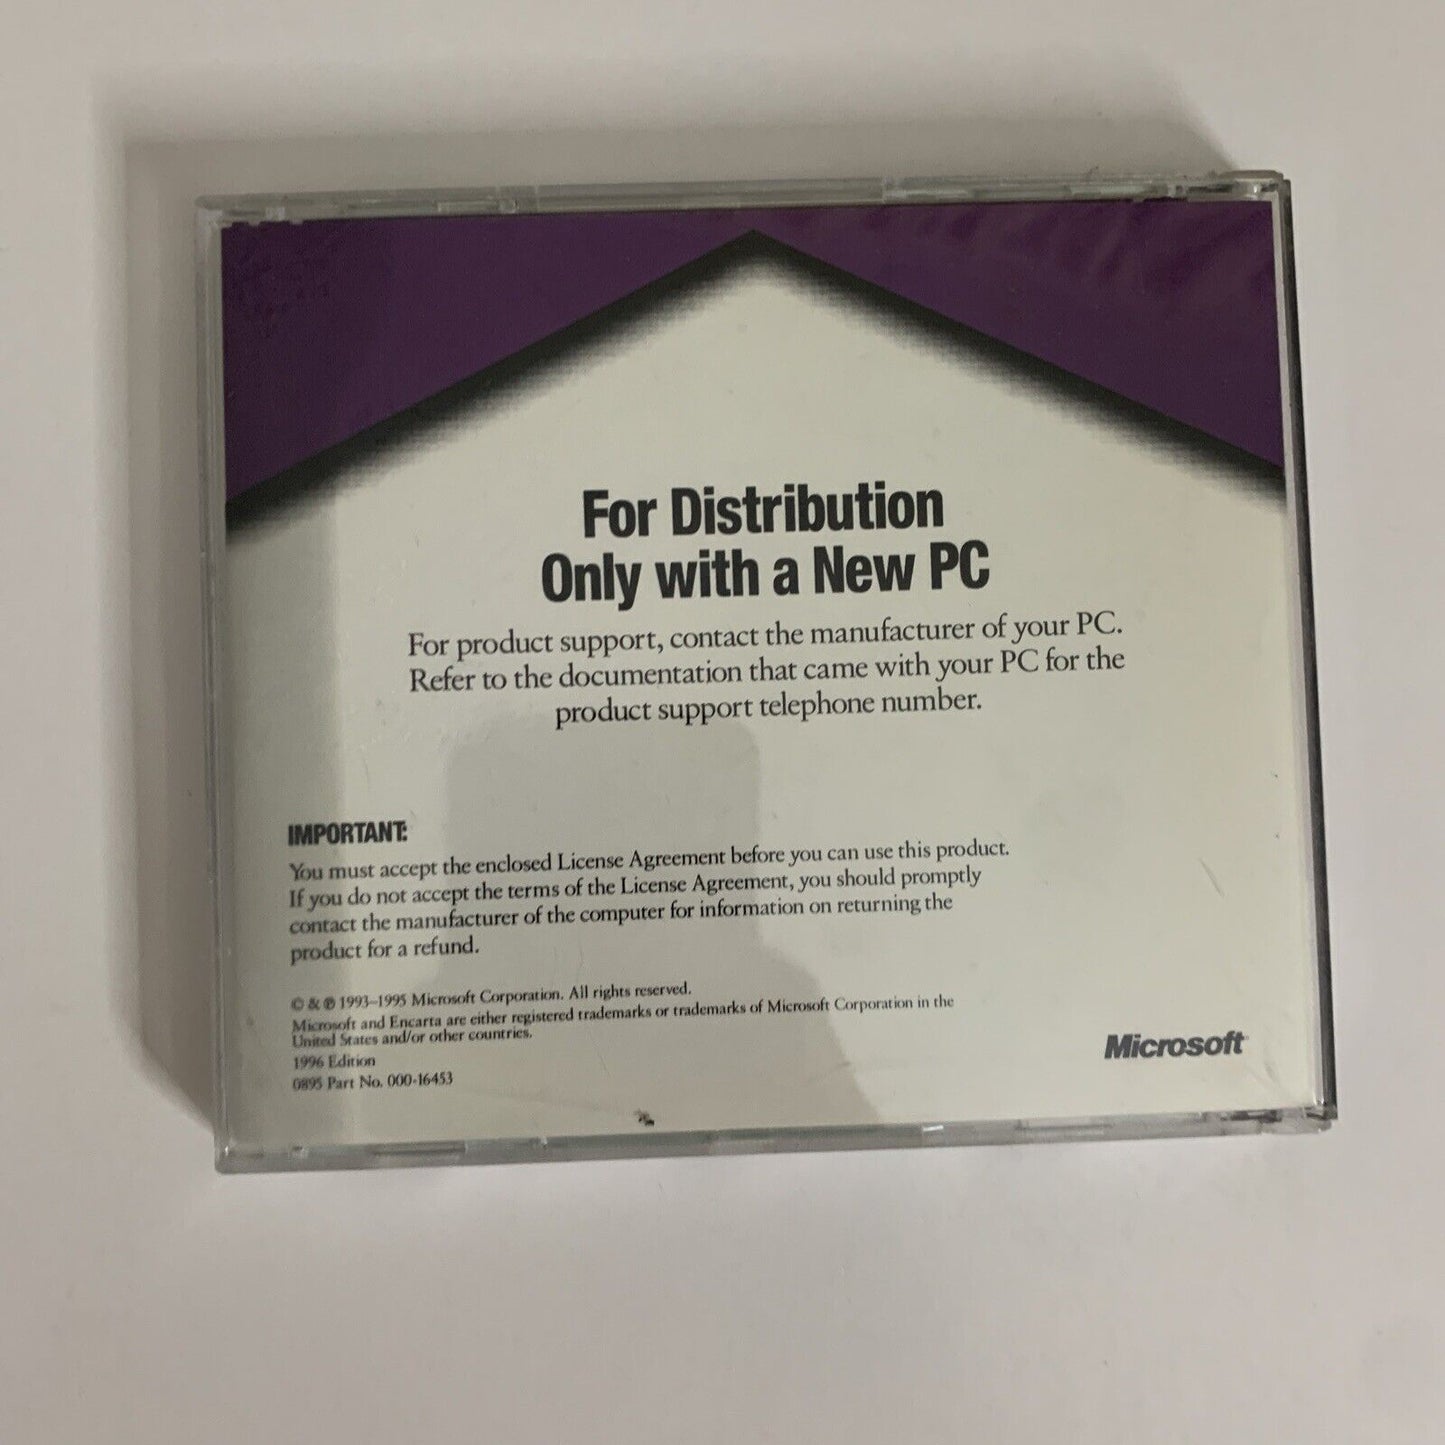 For Distribution
Only with a New PC
For product support, contact the manufacturer of your PC.
Refer to the documentation that came with your PC for the
product support telephone number.
IMPORTANT:
You must accept the enclosed License Agreement before you can use this product.
If you do not accept the terms of the License Agreement, you should promptly
contact the manufacturer of the computer for information on returning the
product for a refund.
© & ℗ 1993–1995 Microsoft Corporation. All rights reserved.
Microsoft and Encarta are either registered trademarks or trademarks of Microsoft Corporation in the
United States and/or other countries.
1996 Edition
0895 Part No. 000-16453
Microsoft